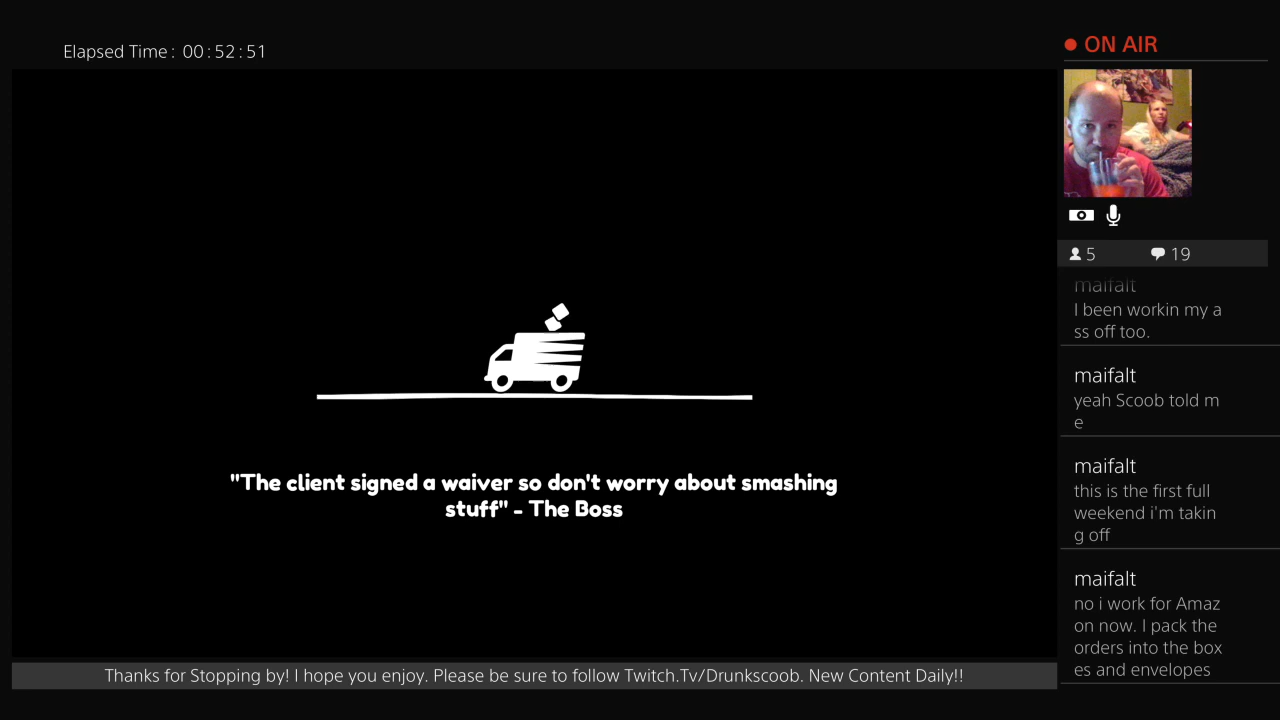 Elapsed Time : 00 : 52 : 51
ON AIR
5
19
maifalt
I been workin my a
ss off too.
maifalt
yeah Scoob told m
e
maifalt
this is the first full
weekend i'm takin
g off
maifalt
no i work for Amaz
on now. I pack the
orders into the box
es and envelopes
"The client signed a waiver so don't worry about smashing
stuff" - The Boss
Thanks for Stopping by! I hope you enjoy. Please be sure to follow Twitch.Tv/Drunkscoob. New Content Daily!!